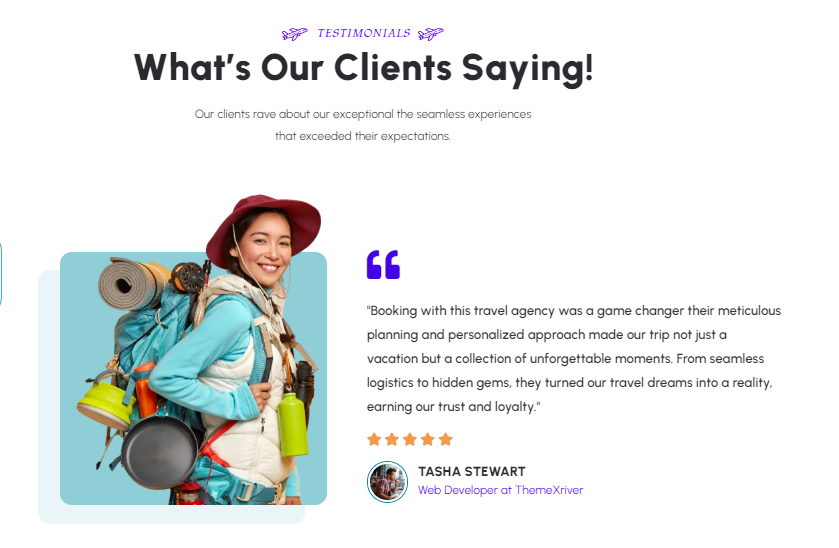 TESTIMONIALS
What’s Our Clients Saying!
Our clients rave about our exceptional the seamless experiences
that exceeded their expectations.
"Booking with this travel agency was a game changer their meticulous
planning and personalized approach made our trip not just a
vacation but a collection of unforgettable moments. From seamless
logistics to hidden gems, they turned our travel dreams into a reality,
earning our trust and loyalty."
TASHA STEWART
Web Developer at ThemeXriver